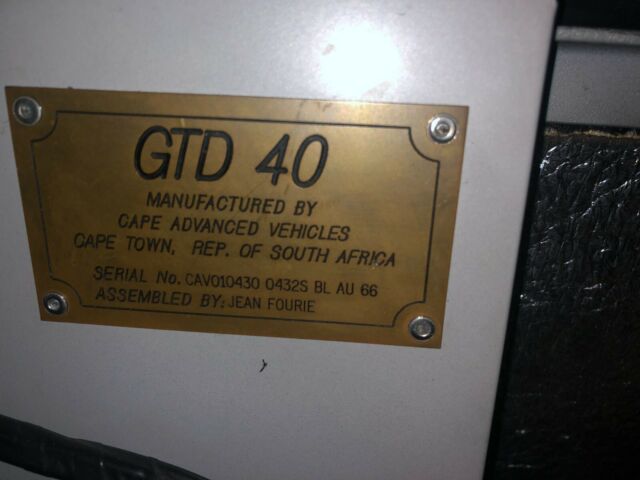 GTD 40
MANUFACTURED BY
CAPE ADVANCED VEHICLES
CAPE TOWN, REP. OF SOUTH AFRICA
SERIAL No. CAV010430 0432S BL AU 66
ASSEMBLED BY: JEAN FOURIE